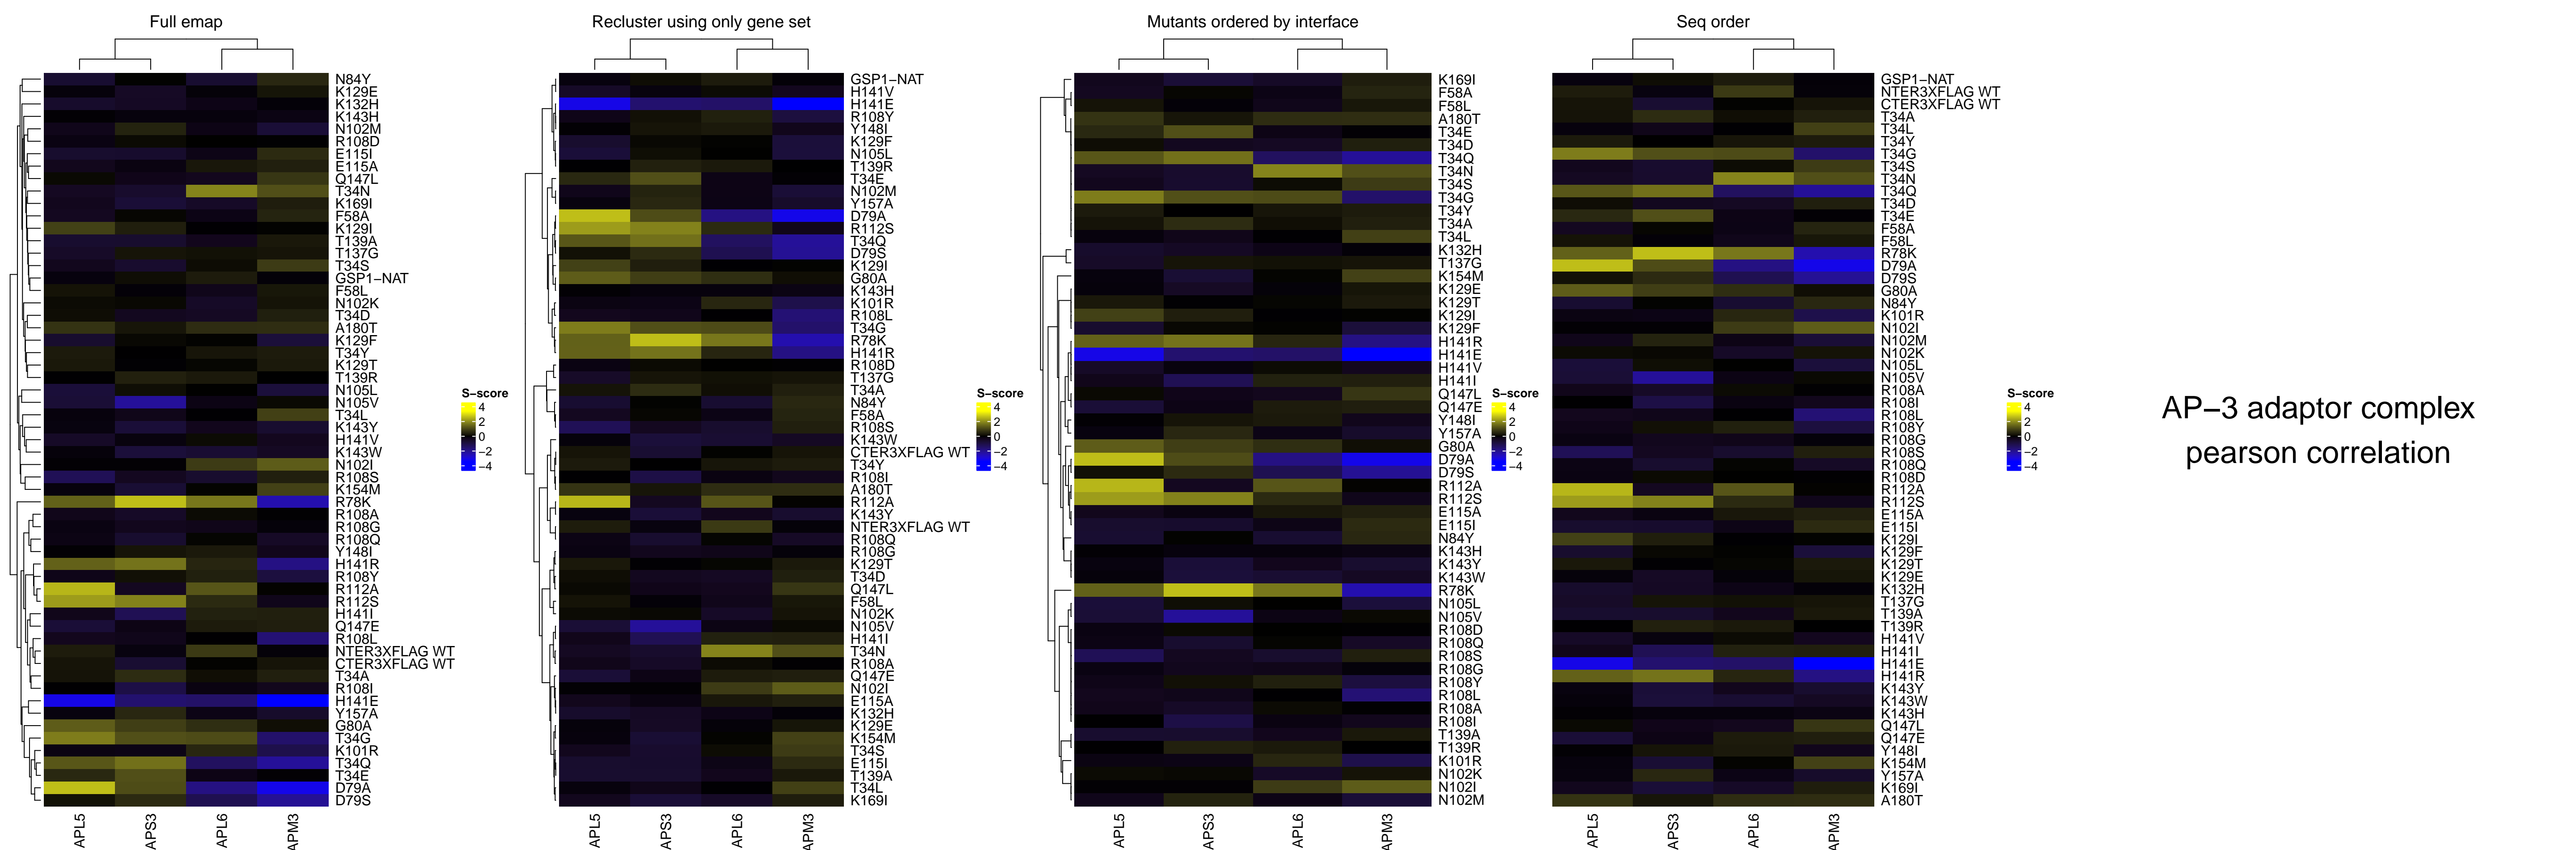 Full emap
N84Y
K129E
K132H
K143H
N102M
R108D
E115I
E115A
Q147L
T34N
K169I
F58A
K129I
T139A
T137G
T34S
GSP1−NAT
F58L
N102K
T34D
A180T
K129F
T34Y
K129T
T139R
N105L
N105V
T34L
K143Y
H141V
K143W
N102I
R108S
K154M
R78K
R108A
R108G
R108Q
Y148I
H141R
R108Y
R112A
R112S
H141I
Q147E
R108L
NTER3XFLAG WT
CTER3XFLAG WT
T34A
R108I
H141E
Y157A
G80A
T34G
K101R
T34Q
T34E
D79A
D79S
APL5
APS3
APL6
APM3
S−score
4
2
0
−2
−4
Recluster using only gene set
GSP1−NAT
H141V
H141E
R108Y
Y148I
K129F
N105L
T139R
T34E
N102M
Y157A
D79A
R112S
T34Q
D79S
K129I
G80A
K143H
K101R
R108L
T34G
R78K
H141R
R108D
T137G
T34A
N84Y
F58A
R108S
K143W
CTER3XFLAG WT
T34Y
R108I
A180T
R112A
K143Y
NTER3XFLAG WT
R108Q
R108G
K129T
T34D
Q147L
F58L
N102K
N105V
H141I
T34N
R108A
Q147E
N102I
E115A
K132H
K129E
K154M
T34S
E115I
T139A
T34L
K169I
APL5
APS3
APL6
APM3
S−score
4
2
0
−2
−4
Mutants ordered by interface
K169I
F58A
F58L
A180T
T34E
T34D
T34Q
T34N
T34S
T34G
T34Y
T34A
T34L
K132H
T137G
K154M
K129E
K129T
K129I
K129F
H141R
H141E
H141V
H141I
Q147L
Q147E
Y148I
Y157A
G80A
D79A
D79S
R112A
R112S
E115A
E115I
N84Y
K143H
K143Y
K143W
R78K
N105L
N105V
R108D
R108Q
R108S
R108G
R108Y
R108L
R108A
R108I
T139A
T139R
K101R
N102K
N102I
N102M
APL5
APS3
APL6
APM3
S−score
4
2
0
−2
−4
Seq order
GSP1−NAT
NTER3XFLAG WT
CTER3XFLAG WT
T34A
T34L
T34Y
T34G
T34S
T34N
T34Q
T34D
T34E
F58A
F58L
R78K
D79A
D79S
G80A
N84Y
K101R
N102I
N102M
N102K
N105L
N105V
R108A
R108I
R108L
R108Y
R108G
R108S
R108Q
R108D
R112A
R112S
E115A
E115I
K129I
K129F
K129T
K129E
K132H
T137G
T139A
T139R
H141V
H141I
H141E
H141R
K143Y
K143W
K143H
Q147L
Q147E
Y148I
K154M
Y157A
K169I
A180T
APL5
APS3
APL6
APM3
S−score
4
2
0
−2
−4
AP−3 adaptor complex
pearson correlation